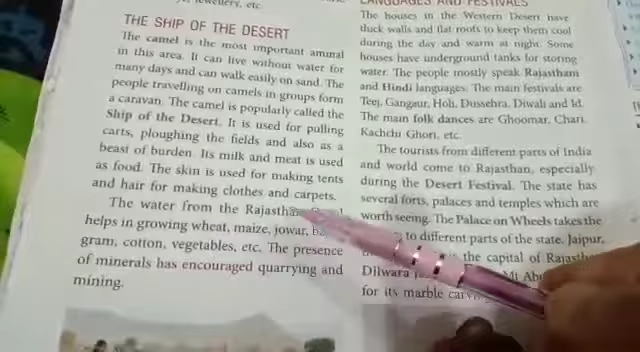 jewellery, etc.
THE SHIP OF THE DESERT
The camel is the most important animal
in this area. It can live without water for
many days and can walk easily on sand. The
people travelling on camels in groups form
a caravan. The camel is popularly called the
Ship of the Desert. It is used for pulling
carts, ploughing the fields and also as a
beast of burden. Its milk and meat is used
as food. The skin is used for making tents
and hair for making clothes and carpets.
The water from the Rajasthan
helps in growing wheat, maize, jowar,
gram, cotton, vegetables, etc. The presence
of minerals has encouraged quarrying and
mining.
LANGUAGES AND FESTIVALS
The houses in the Western Desert have
thick walls and flat roofs to keep them cool
during the day and warm at night. Some
houses have underground tanks for storing
water. The people mostly speak Rajasthani
and Hindi languages. The main festivals are
Teej, Gangaur, Holi, Dussehra, Diwali and Id.
The main folk dances are Ghoomar, Chari,
Kachchi Ghori, etc.
The tourists from different parts of India
and world come to Rajasthan, especially
during the Desert Festival. The state has
several forts, palaces and temples which are
worth seeing. The Palace on Wheels takes the
to different parts of the state. Jaipur,
the capital of
Dilwara
for its marble